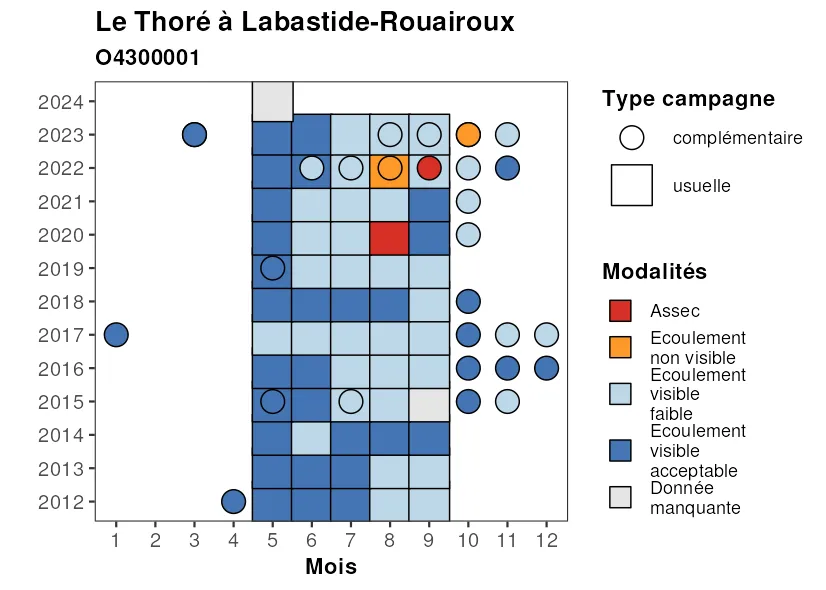 Le Thoré à Labastide-Rouairoux
O4300001
2024
2023
2022
2021
2020
2019
2018
2017
2016
2015
2014
2013
2012
1 2 3 4 5 6 7 8 9 10 11 12
Mois
Type campagne
complémentaire
usuelle
Modalités
Assec
Ecoulement
non visible
Ecoulement
visible
faible
Ecoulement
visible
acceptable
Donnée
manquante